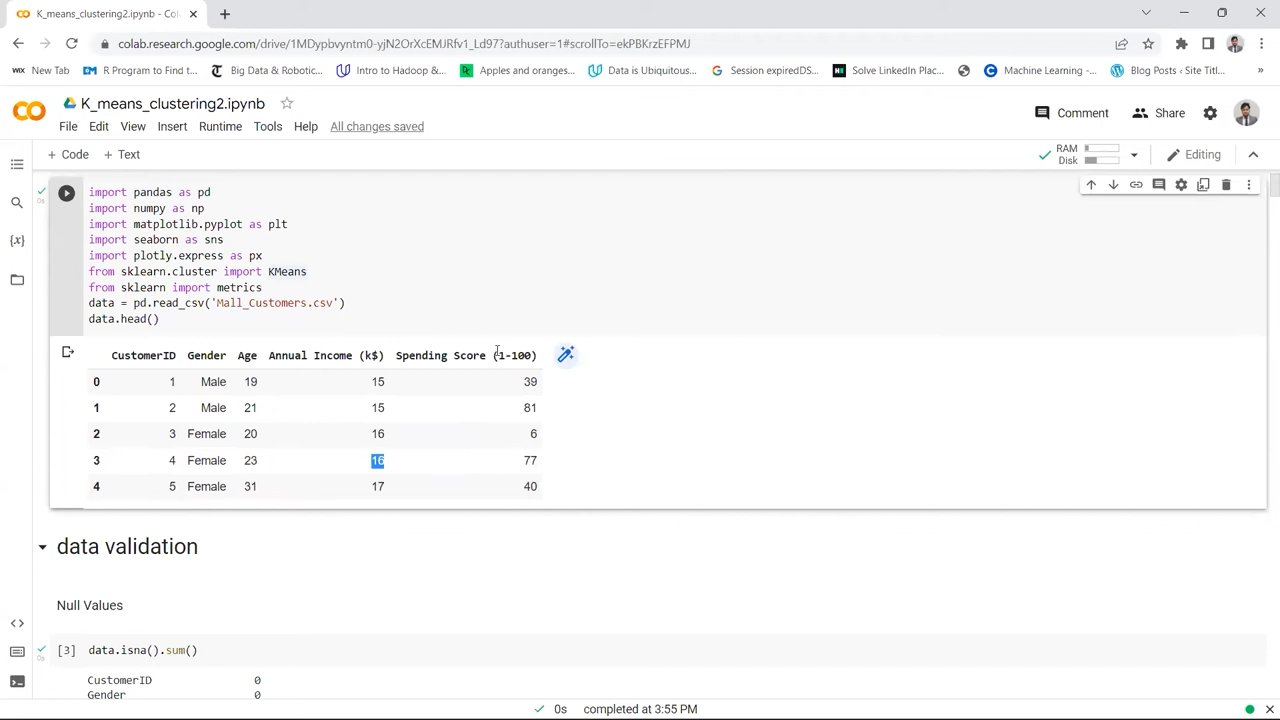 K_means_clustering2.ipynb - Col
colab.research.google.com/drive/1MDypbvyntm0-yjN2OrXcEMJRfv1_Ld97?authuser=1#scrollTo=ekPBKrzEFPMJ
WIX New Tab R Program to Find t... Big Data & Robotic... Intro to Hadoop &... Apples and oranges... Data is Ubiquitous... Session expiredDS... Solve LinkedIn Plac... Machine Learning -... Blog Posts ‹ Site Titl... »
K_means_clustering2.ipynb
Comment Share
File Edit View Insert Runtime Tools Help All changes saved
+ Code + Text
RAM
Disk
Editing
import pandas as pd
import numpy as np
import matplotlib.pyplot as plt
import seaborn as sns
import plotly.express as px
from sklearn.cluster import KMeans
from sklearn import metrics
data = pd.read_csv('Mall_Customers.csv')
data.head()
CustomerID Gender Age Annual Income (k$) Spending Score (1-100)
0 1 Male 19 15 39
1 2 Male 21 15 81
2 3 Female 20 16 6
3 4 Female 23 16 77
4 5 Female 31 17 40
data validation
Null Values
[3] data.isna().sum()
0s
CustomerID 0
Gender 0
0s completed at 3:55 PM